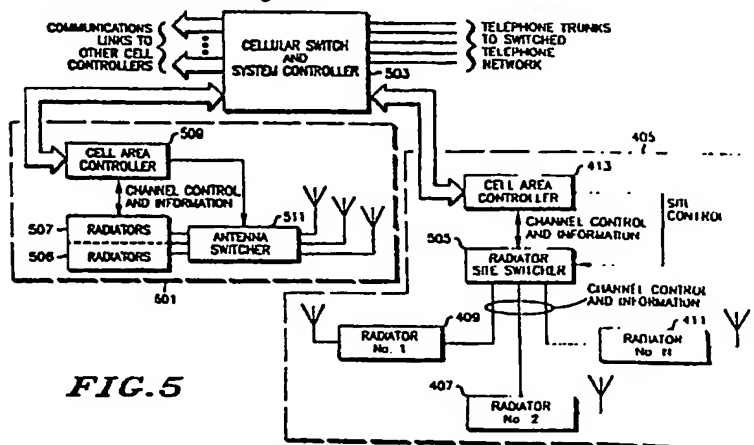 COMMUNICATIONS
LINKS TO
OTHER CELL
CONTROLLERS
CELLULAR SWITCH
AND
SYSTEM CONTROLLER
503
TELEPHONE TRUNKS
TO SWITCHED
TELEPHONE
NETWORK
509
CELL AREA
CONTROLLER
CHANNEL CONTROL
AND INFORMATION
511
507
RADIATORS
506
RADIATORS
ANTENNA
SWITCHER
501
405
413
CELL AREA
CONTROLLER
SITE
CONTROL
CHANNEL CONTROL
AND INFORMATION
505
RADIATOR
SITE SWITCHER
CHANNEL CONTROL
AND INFORMATION
409
RADIATOR
No. 1
411
RADIATOR
No. N
407
RADIATOR
No 2
FIG.5